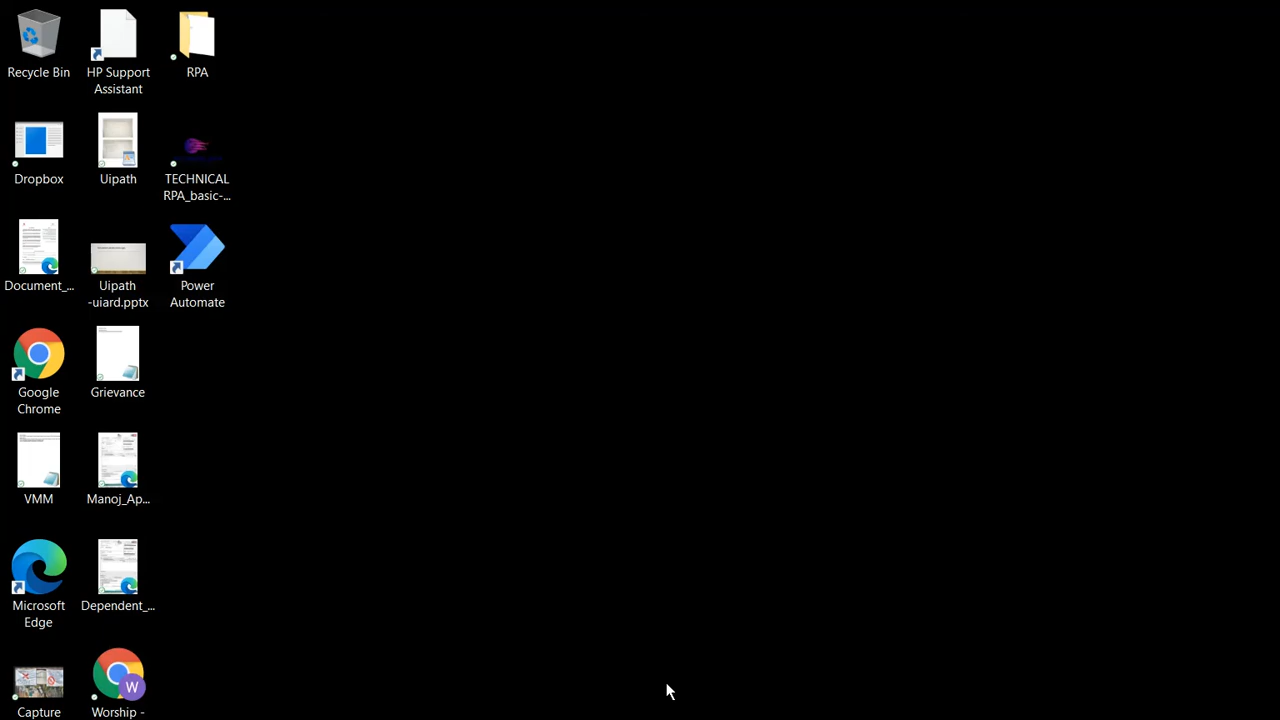 Recycle Bin
HP Support
Assistant
RPA
Dropbox
Uipath
TECHNICAL
RPA_basic-...
Document_...
Uipath
-uiard.pptx
Power
Automate
Google
Chrome
Grievance
VMM
Manoj_Ap...
Microsoft
Edge
Dependent_...
W
Capture
Worship -